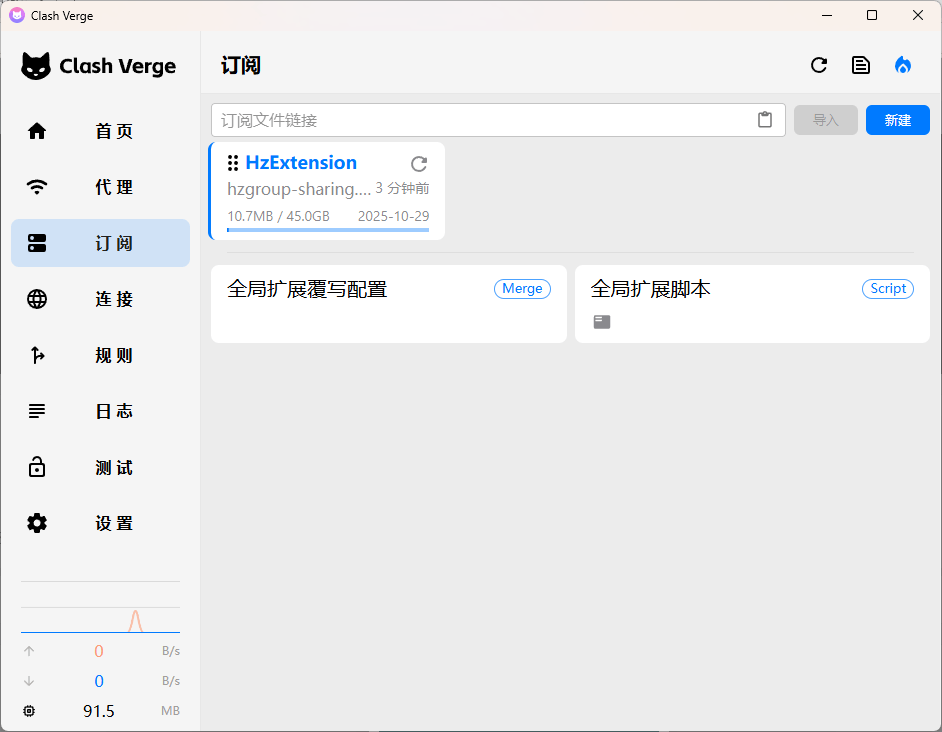 Clash Verge
Clash Verge
订阅
首 页
代 理
订 阅
连 接
规 则
日 志
测 试
设 置
0 B/s
0 B/s
91.5 MB
订阅文件链接
导入
新建
HzExtension
hzgroup-sharing.... 3 分钟前
10.7MB / 45.0GB 2025-10-29
全局扩展覆写配置 Merge
全局扩展脚本 Script